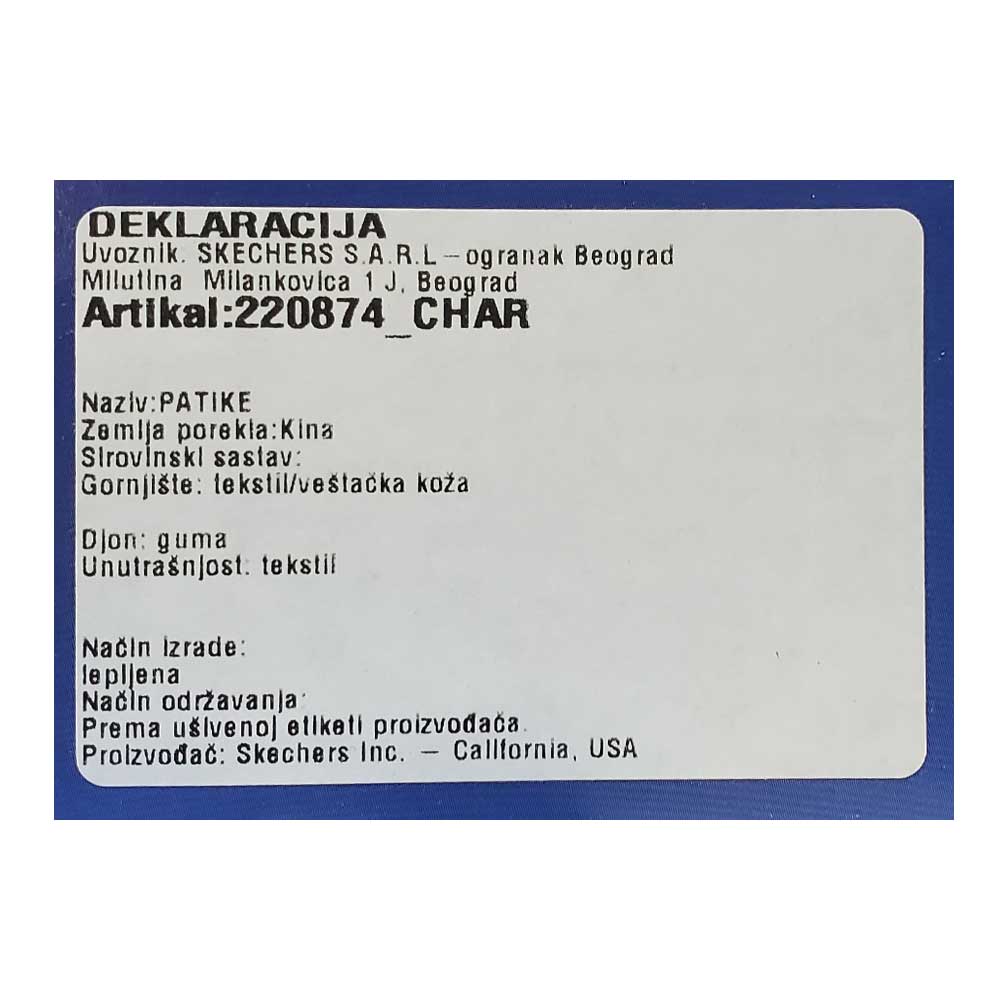 DEKLARACIJA
Uvoznik: SKECHERS S.A.R.L – ogranak Beograd
Milutina Milankovica 1 J, Beograd
Artikal:220874_CHAR
Naziv:PATIKE
Zemlja porekla:Kina
Sirovinski sastav:
Gornjište: tekstil/veštačka koža
Djon: guma
Unutrašnjost: tekstil
Način izrade:
lepljena
Način održavanja:
Prema ušivenoj etiketi proizvođača.
Proizvođač: Skechers Inc. – California, USA